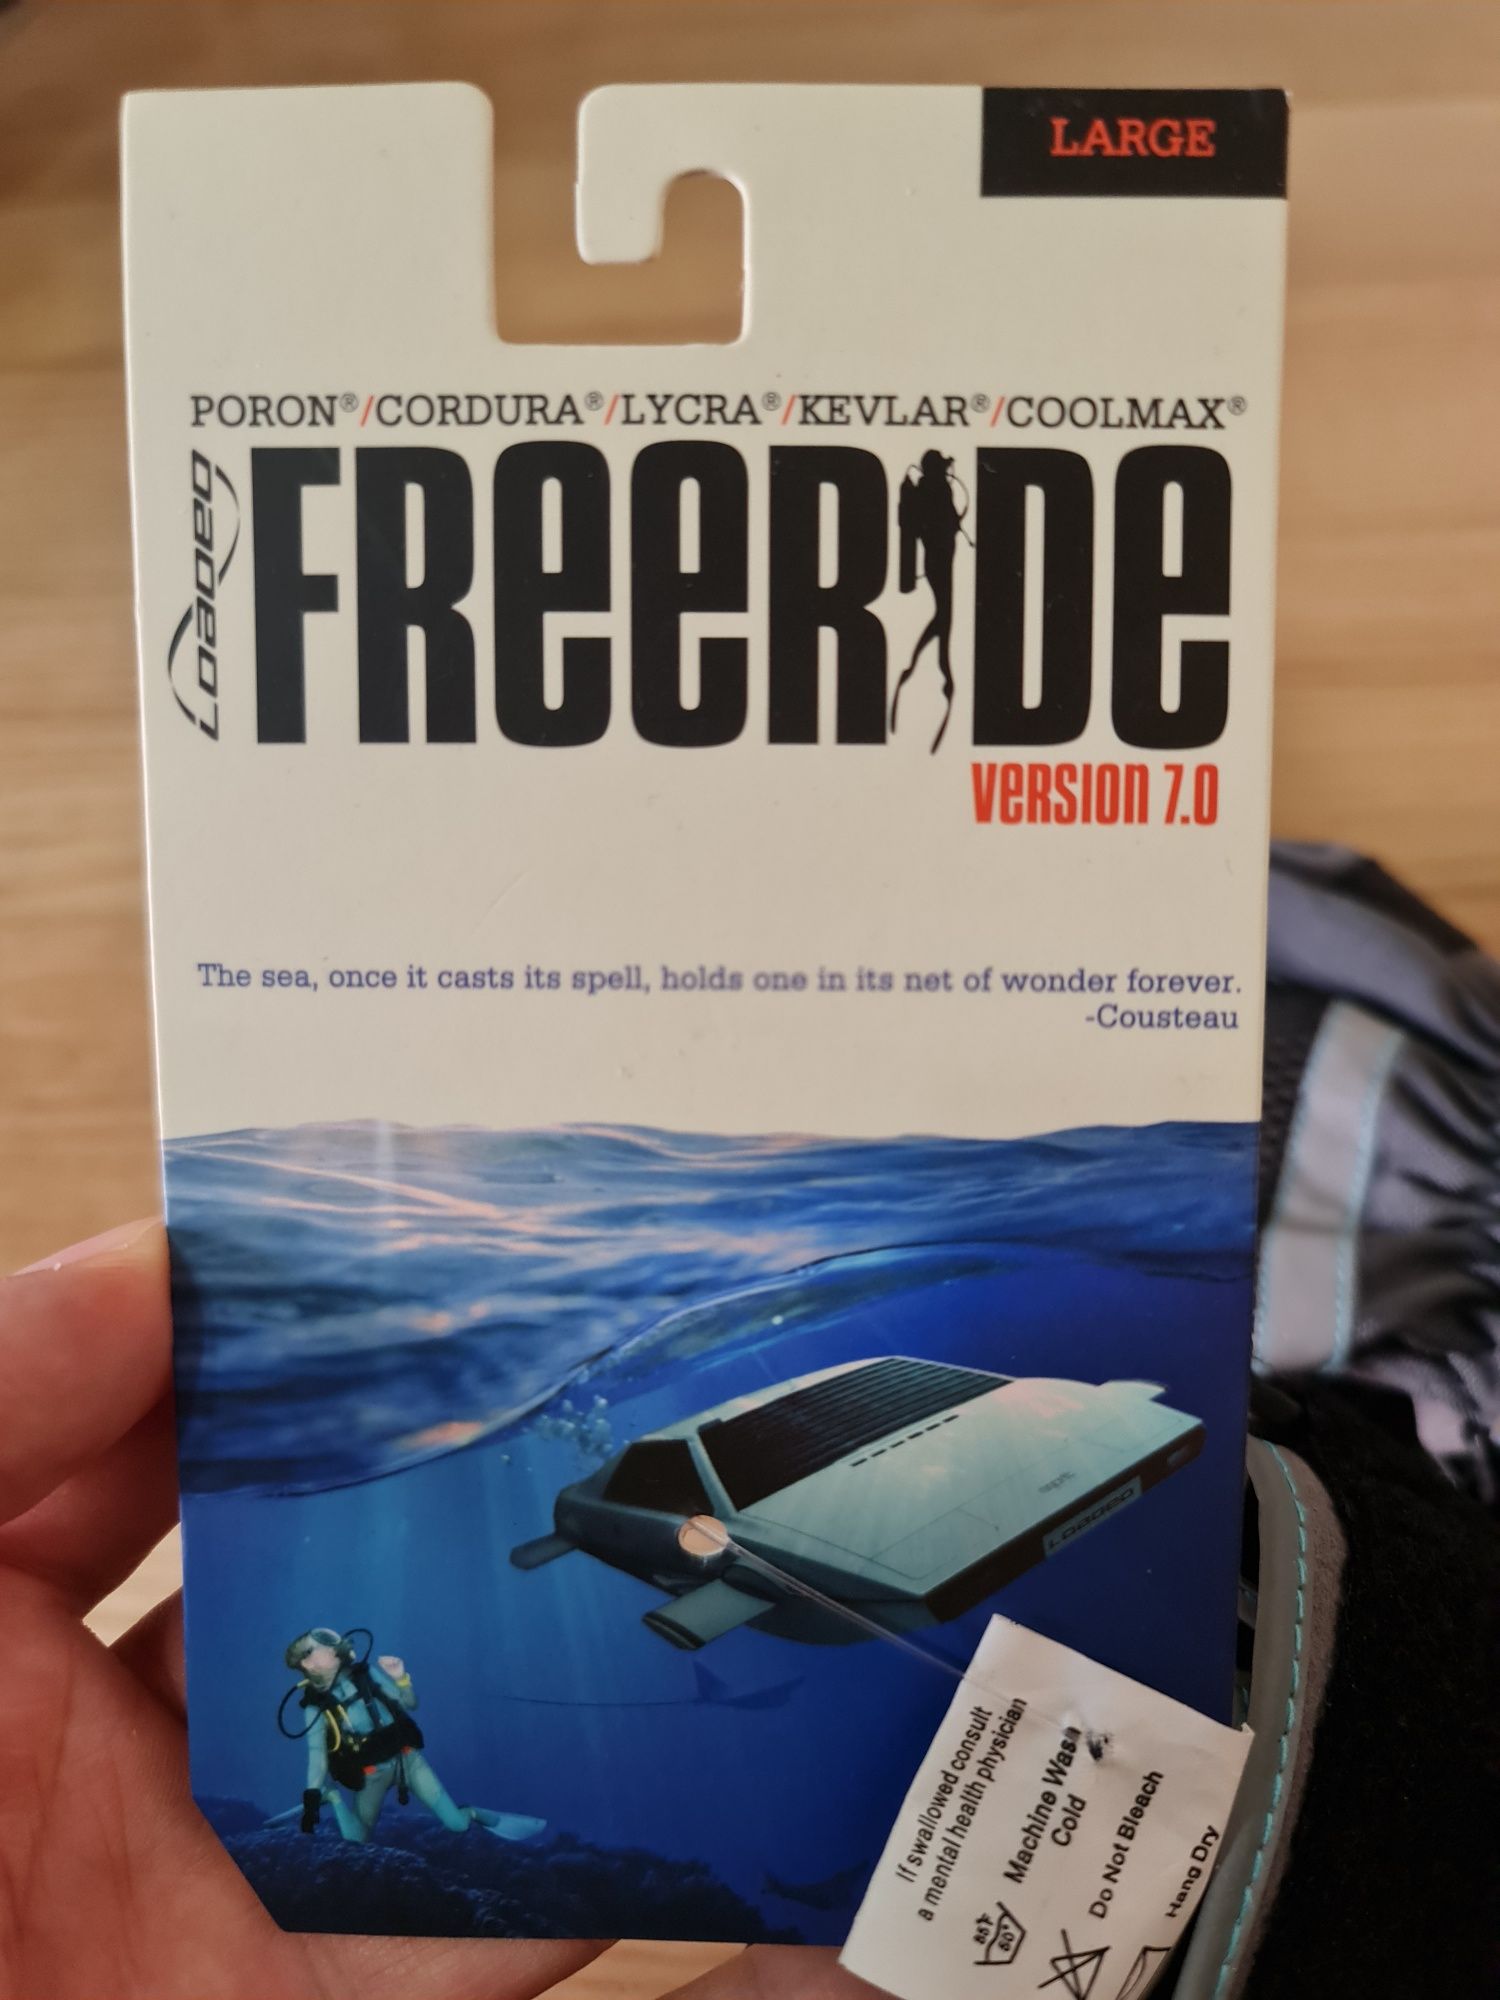 LARGE
PORON®/CORDURA®/LYCRA®/KEVLAR®/COOLMAX®
LOADED
FREERIDE
VERSION 7.0
The sea, once it casts its spell, holds one in its net of wonder forever.
-Cousteau
LOADED
If swallowed consult
a mental health physician
Machine Wash
Cold
Do Not Bleach
Hang Dry